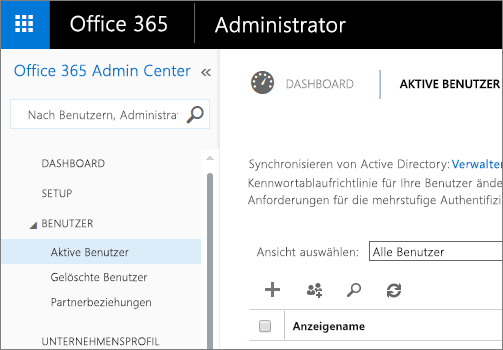 Office 365 Administrator
Office 365 Admin Center «
Nach Benutzern, Administra
DASHBOARD
SETUP
BENUTZER
Aktive Benutzer
Gelöschte Benutzer
Partnerbeziehungen
UNTERNEHMENSPROFIL
DASHBOARD AKTIVE BENUTZER
Synchronisieren von Active Directory: Verwalte
Kennwortablaufrichtlinie für Ihre Benutzer ände
Anforderungen für die mehrstufige Authentifizi
Ansicht auswählen: Alle Benutzer
Anzeigename